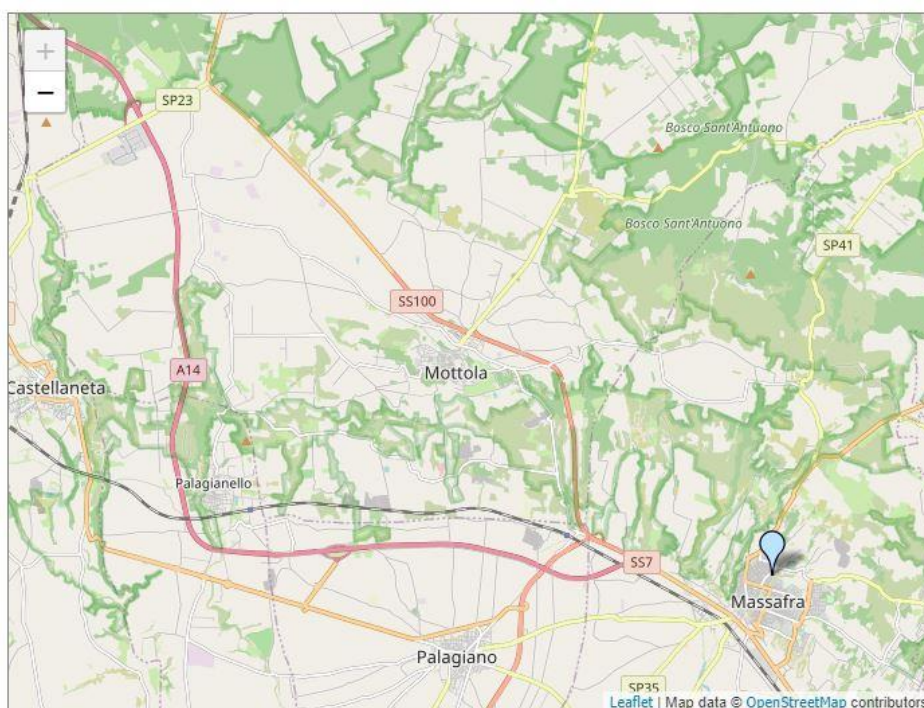 +
−
SP23
Bosco Sant'Antuono
Bosco Sant'Antuono
SP41
SS100
A14
Mottola
Castellaneta
Palagianello
SS7
Massafra
Palagiano
SP35
Leaflet | Map data © OpenStreetMap contributors